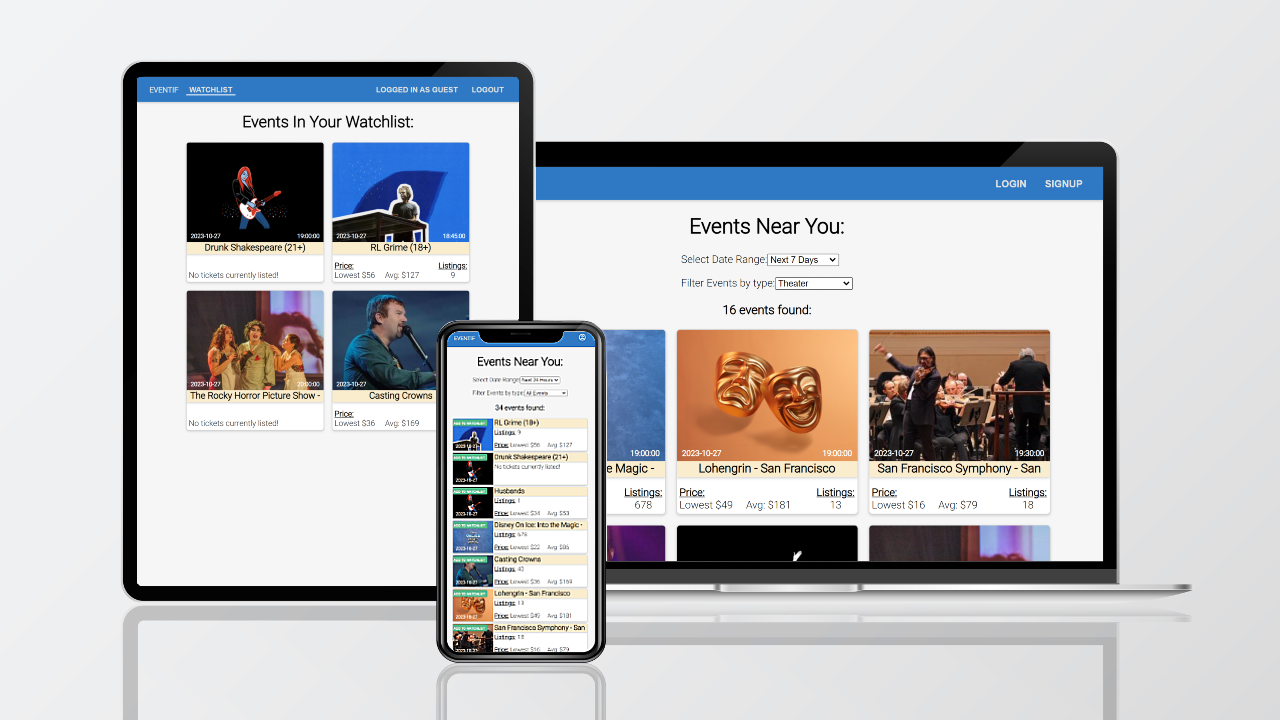 EVENTIF WATCHLIST LOGGED IN AS GUEST LOGOUT
Events In Your Watchlist:
2023-10-27 19:00:00
Drunk Shakespeare (21+)
No tickets currently listed!
2023-10-27 18:45:00
RL Grime (18+)
Price: Listings:
Lowest $56 Avg: $127 9
2023-10-27 20:00:00
The Rocky Horror Picture Show -
No tickets currently listed!
2023-10-27
Casting Crowns
Price:
Lowest $36 Avg: $169
LOGIN SIGNUP
Events Near You:
Select Date Range: Next 7 Days
Filter Events by type: Theater
16 events found:
19:00:00
e Magic -
Listings:
678
2023-10-27 19:00:00
Lohengrin - San Francisco
Price: Listings:
Lowest $49 Avg: $181 13
2023-10-27 19:30:00
San Francisco Symphony - San
Price: Listings:
Lowest $16 Avg: $79 18
EVENTIF
Events Near You:
Select Date Range: Next 24 Hours
Filter Events by type: All Events
34 events found:
ADD TO WATCHLIST
2023-10-27
RL Grime (18+)
Listings: 9
Price: Lowest $56 Avg: $127
ADD TO WATCHLIST
2023-10-27
Drunk Shakespeare (21+)
No tickets currently listed!
ADD TO WATCHLIST
2023-10-27
Husbands
Listings: 1
Price: Lowest $34 Avg: $53
ADD TO WATCHLIST
2023-10-27
Disney On Ice: Into the Magic -
Listings: 678
Price: Lowest $22 Avg: $86
ADD TO WATCHLIST
2023-10-27
Casting Crowns
Listings: 43
Price: Lowest $36 Avg: $169
ADD TO WATCHLIST
2023-10-27
Lohengrin - San Francisco
Listings: 13
Price: Lowest $49 Avg: $181
ADD TO WATCHLIST
2023-10-27
San Francisco Symphony - San
Listings: 18
Price: Lowest $16 Avg: $79